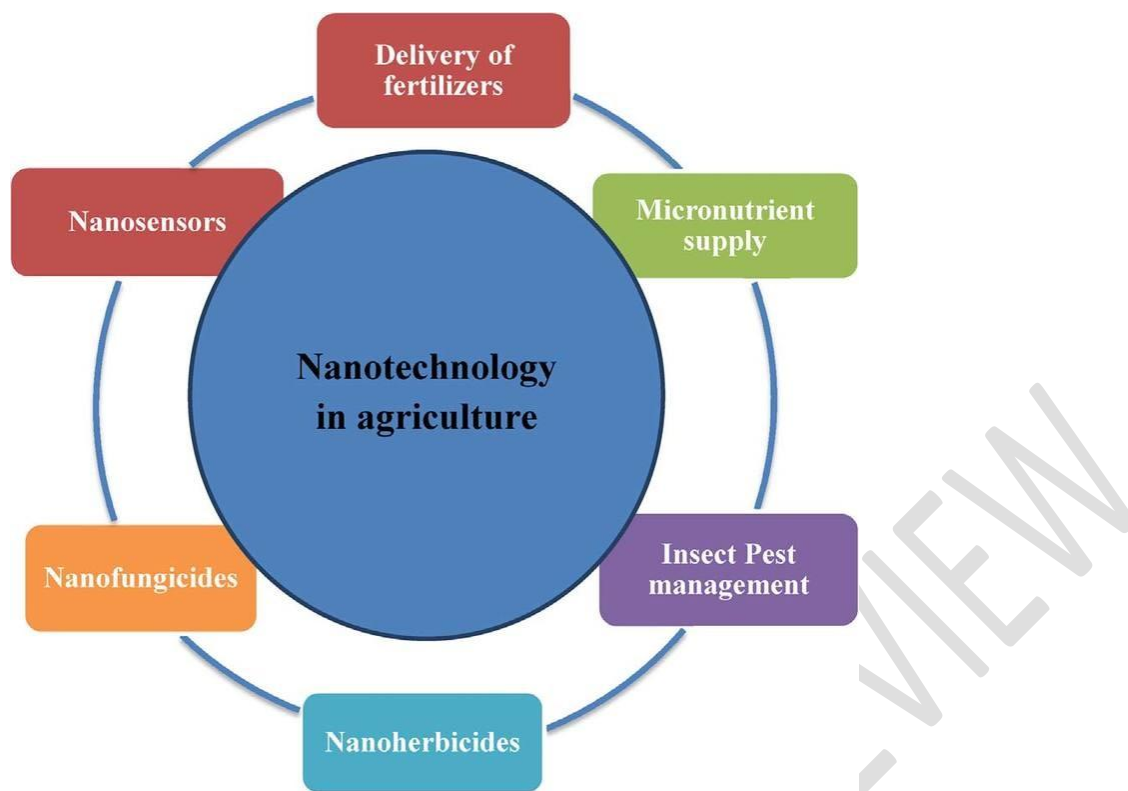 Delivery of
fertilizers
Nanosensors
Micronutrient
supply
Nanotechnology
in agriculture
Nanofungicides
Insect Pest
management
Nanoherbicides
VIEW